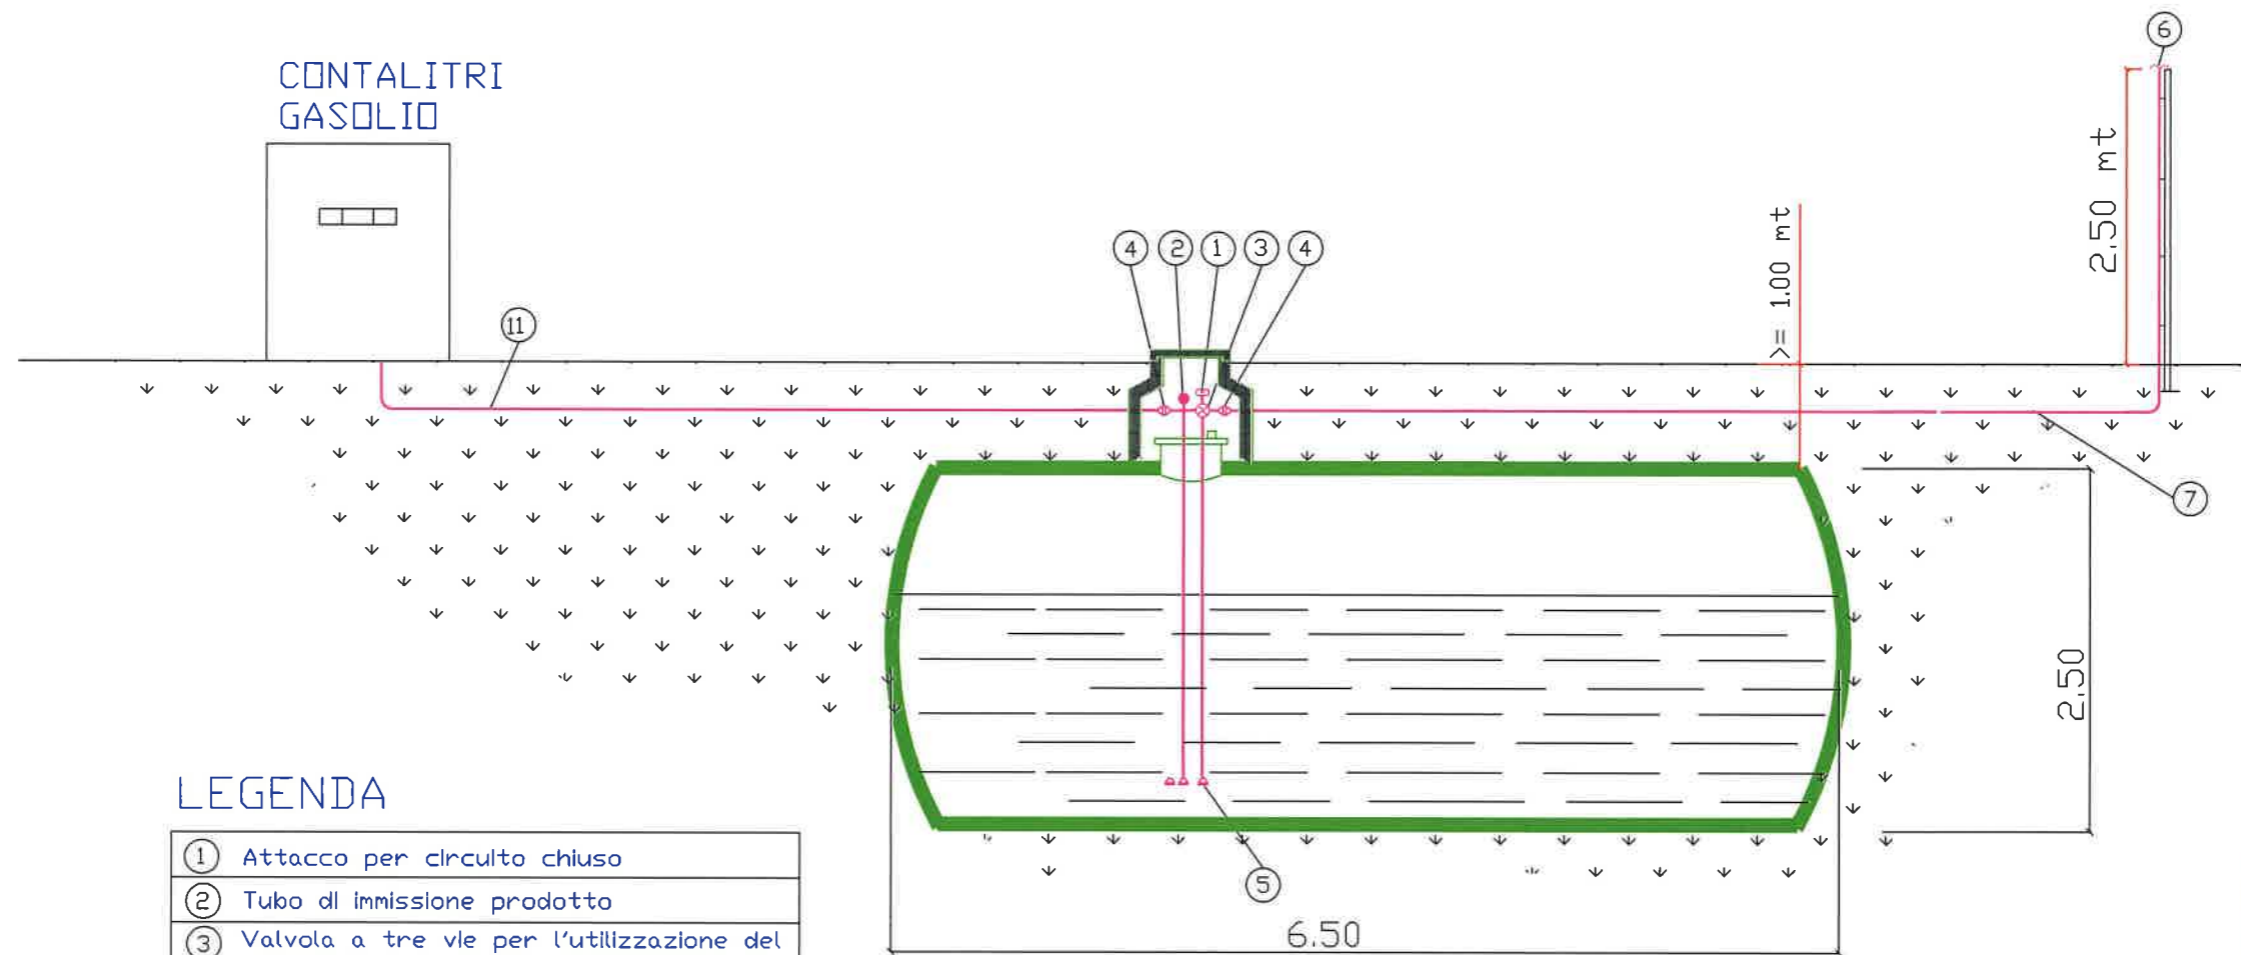 6
CONTALITRI
GASOLIO
2.50 mt
>= 1.00 mt
4 2 1 3 4
11
7
2.50
5
6.50
LEGENDA
1 Attacco per circuito chiuso
2 Tubo di immissione prodotto
3 Valvola a tre vie per l'utilizzazione del